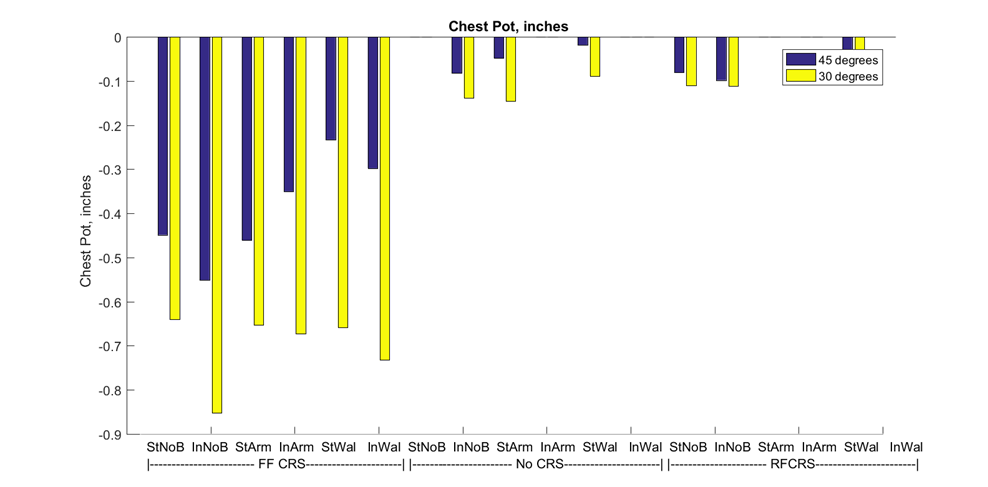 Chest Pot, inches
0
-0.1
-0.2
-0.3
-0.4
-0.5
-0.6
-0.7
-0.8
-0.9
Chest Pot, inches
45 degrees
30 degrees
StNoB InNoB StArm InArm StWal InWal StNoB InNoB StArm InArm StWal InWal StNoB InNoB StArm InArm StWal InWal
|------------------------ FF CRS----------------------| |----------------------- No CRS----------------------| |---------------------- RFCRS-----------------------|